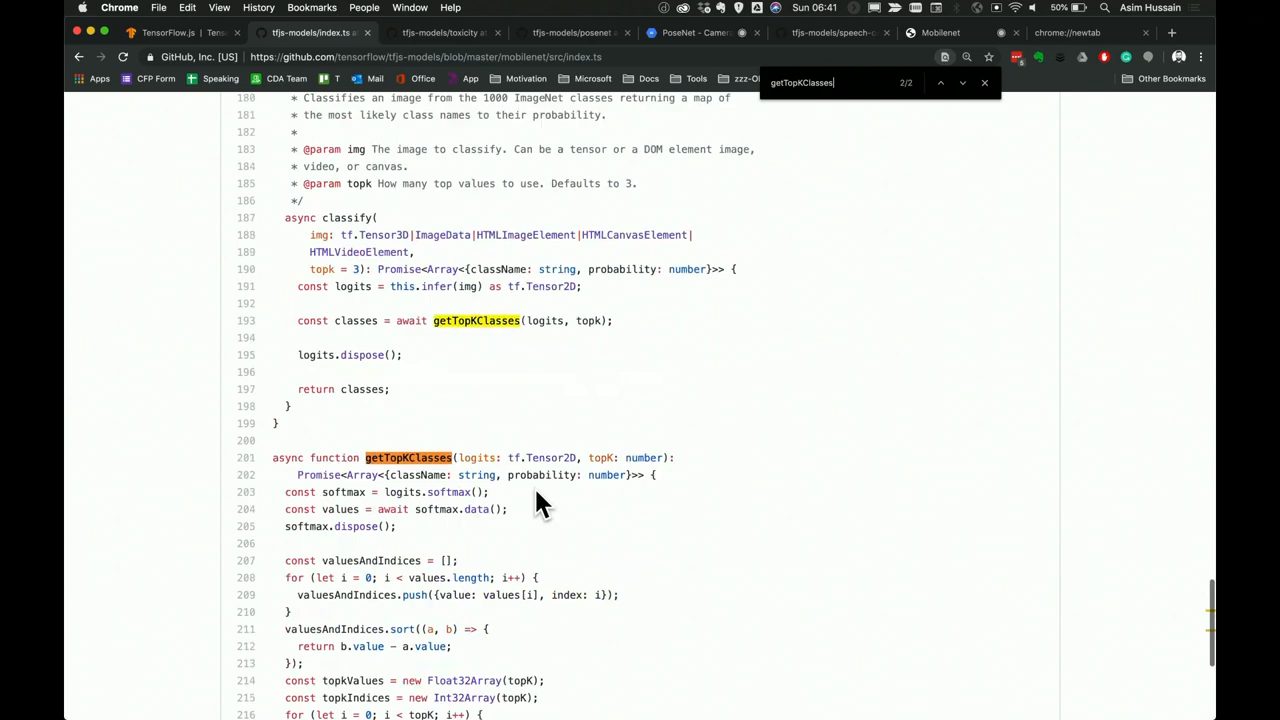 Chrome File Edit View History Bookmarks People Window Help Sun 06:41 50% Asim Hussain
TensorFlow.js | Tens tfjs-models/index.ts at tfjs-models/toxicity at tfjs-models/posenet a PoseNet - Camer tfjs-models/speech- Mobilenet chrome://newtab
GitHub, Inc. [US] https://github.com/tensorflow/tfjs-models/blob/master/mobilenet/src/index.ts
Apps CPP Form Speaking CDA Team T Mail Office App Motivation Microsoft Docs Tools zzz-Ol Other Bookmarks
getTopKClasses 2/2
180 * Classifies an image from the 1000 ImageNet classes returning a map of
181 * the most likely class names to their probability.
182 *
183 * @param img The image to classify. Can be a tensor or a DOM element image,
184 * video, or canvas.
185 * @param topk How many top values to use. Defaults to 3.
186 */
187 async classify(
188 img: tf.Tensor3D|ImageData|HTMLImageElement|HTMLCanvasElement|
189 HTMLVideoElement,
190 topk = 3): Promise<Array<{className: string, probability: number}>> {
191 const logits = this.infer(img) as tf.Tensor2D;
192
193 const classes = await getTopKClasses(logits, topk);
194
195 logits.dispose();
196
197 return classes;
198 }
199 }
200
201 async function getTopKClasses(logits: tf.Tensor2D, topK: number):
202 Promise<Array<{className: string, probability: number}>> {
203 const softmax = logits.softmax();
204 const values = await softmax.data();
205 softmax.dispose();
206
207 const valuesAndIndices = [];
208 for (let i = 0; i < values.length; i++) {
209 valuesAndIndices.push({value: values[i], index: i});
210 }
211 valuesAndIndices.sort((a, b) => {
212 return b.value - a.value;
213 });
214 const topkValues = new Float32Array(topK);
215 const topkIndices = new Int32Array(topK);
216 for (let i = 0; i < topK; i++) {